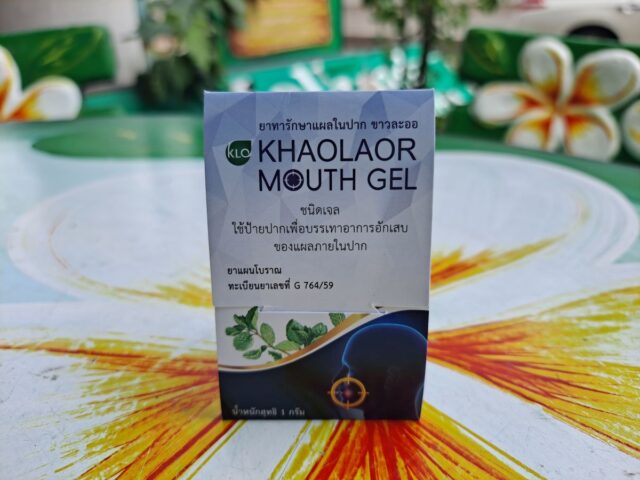 ยาทารักษาแผลในปาก ขาวละออ
KLO
KHAOLAOR
MOUTH GEL
ชนิดเจล
ใช้ป้ายปากเพื่อบรรเทาอาการอักเสบ
ของแผลภายในปาก
ยาแผนโบราณ
ทะเบียนยาเลขที่ G 764/59
น้ำหนักสุทธิ 1 กรัม